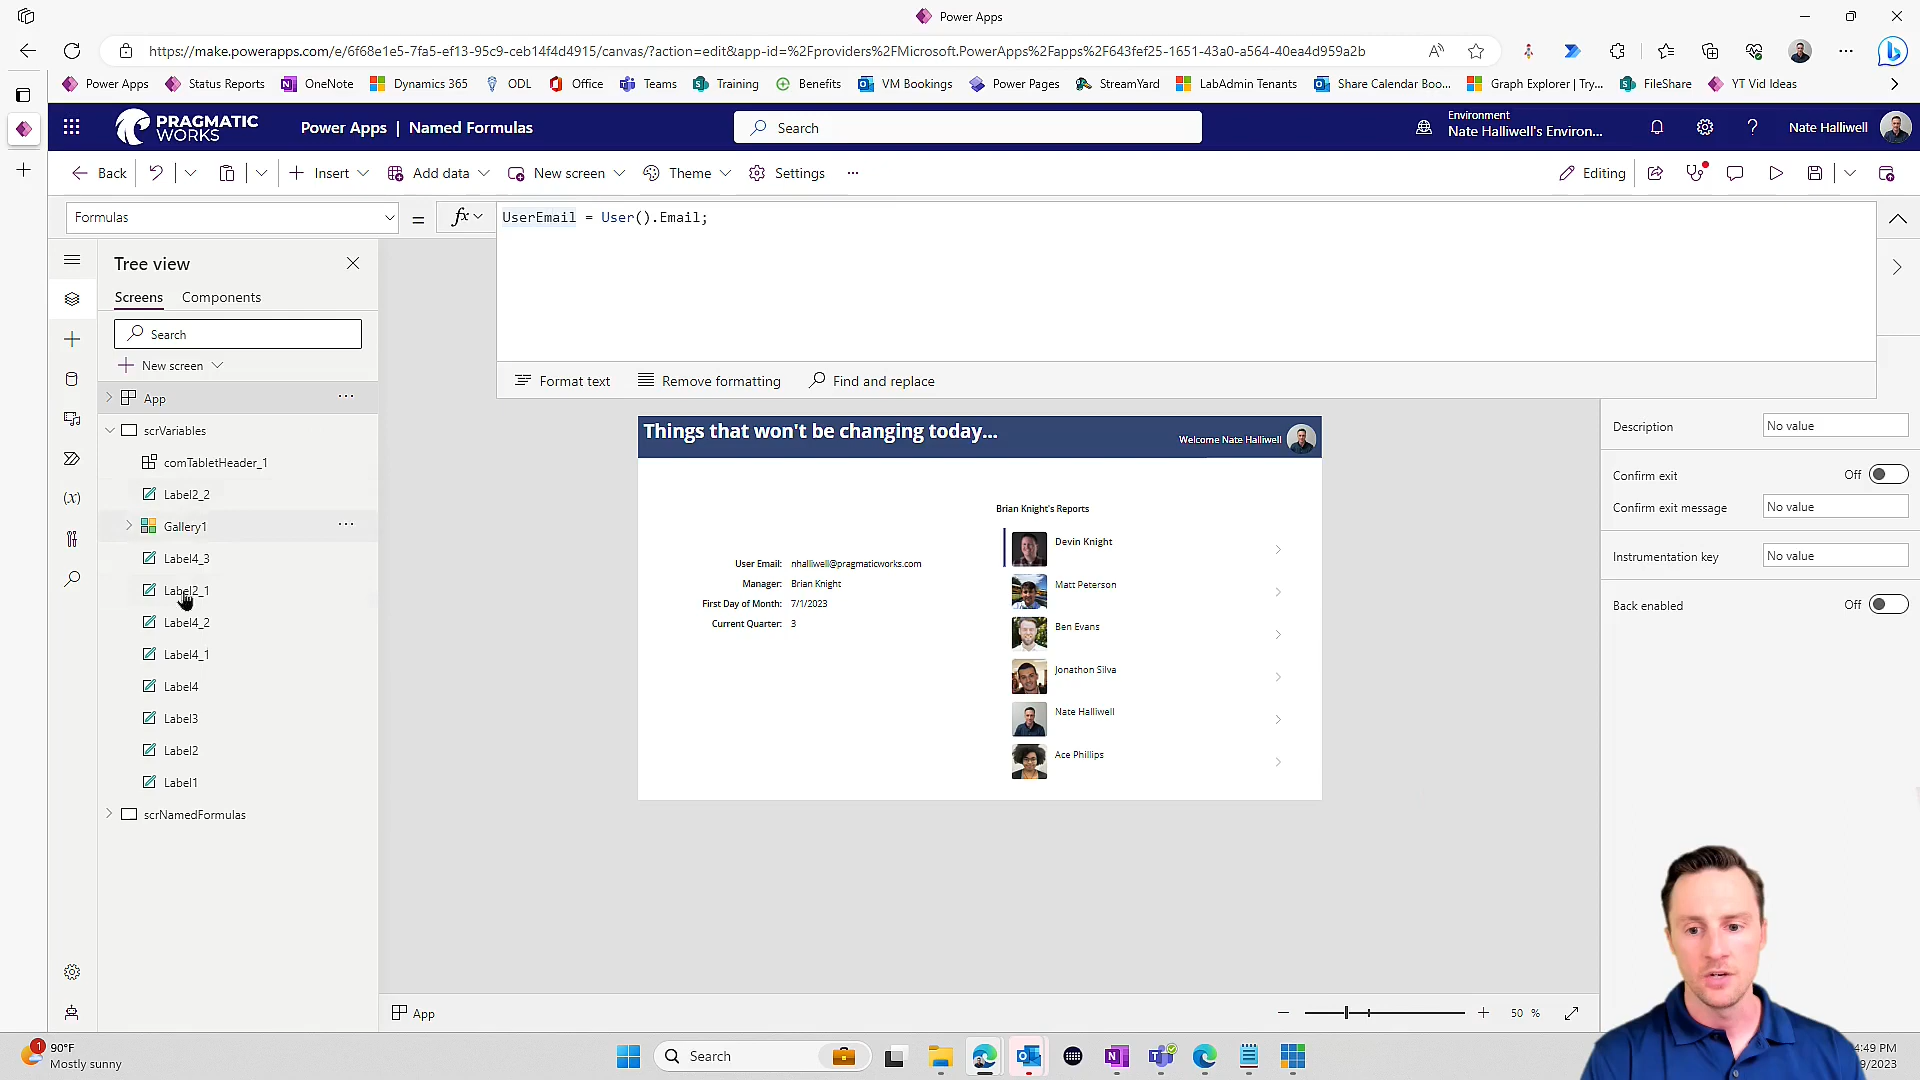 Power Apps
https://make.powerapps.com/e/6f68e1e5-7fa5-ef13-95c9-ceb14f4d4915/canvas/?action=edit&app-id=%2Fproviders%2FMicrosoft.PowerApps%2Fapps%2F643fef25-1651-43a0-a564-40ea4d959a2b
Power Apps Status Reports OneNote Dynamics 365 ODL Office Teams Training Benefits VM Bookings Power Pages StreamYard LabAdmin Tenants Share Calendar Boo... Graph Explorer | Try... FileShare YT Vid Ideas
PRAGMATIC WORKS
Power Apps | Named Formulas
Search
Environment
Nate Halliwell's Environ...
Nate Halliwell
Back Insert Add data New screen Theme Settings ... Editing
Formulas = fx UserEmail = User().Email;
Format text Remove formatting Find and replace
Tree view
Screens Components
Search
New screen
App
scrVariables
comTabletHeader_1
Label2_2
Gallery1
Label4_3
Label2_1
Label4_2
Label4_1
Label4
Label3
Label2
Label1
scrNamedFormulas
Things that won't be changing today...
Welcome Nate Halliwell
User Email: nhalliwell@pragmaticworks.com
Manager: Brian Knight
First Day of Month: 7/1/2023
Current Quarter: 3
Brian Knight's Reports
Devin Knight
Matt Peterson
Ben Evans
Jonathon Silva
Nate Halliwell
Ace Phillips
Description No value
Confirm exit Off
Confirm exit message No value
Instrumentation key No value
Back enabled Off
App
50 %
1
90°F
Mostly sunny
Search
4:49 PM
9/2023